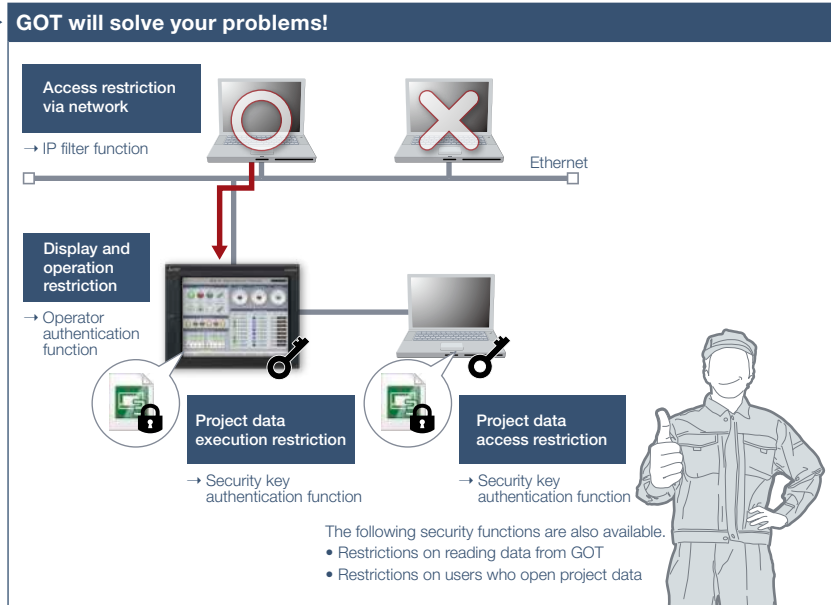 GOT will solve your problems!
Access restriction
via network
→ IP filter function
Ethernet
Display and
operation
restriction
→ Operator
authentication
function
Project data
execution restriction
→ Security key
authentication function
Project data
access restriction
→ Security key
authentication function
The following security functions are also available.
• Restrictions on reading data from GOT
• Restrictions on users who open project data